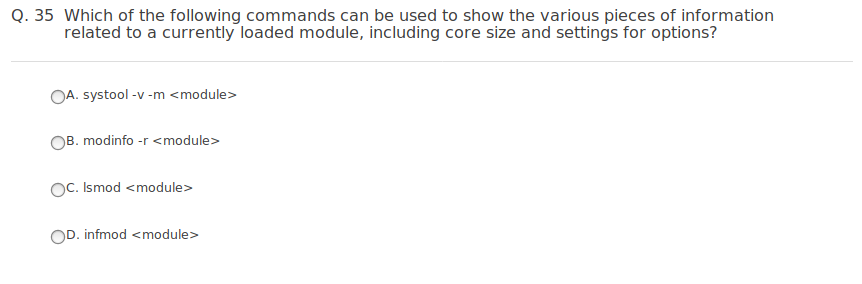 Q. 35 Which of the following commands can be used to show the various pieces of information
related to a currently loaded module, including core size and settings for options?
A. systool -v -m <module>
B. modinfo -r <module>
C. lsmod <module>
D. infmod <module>